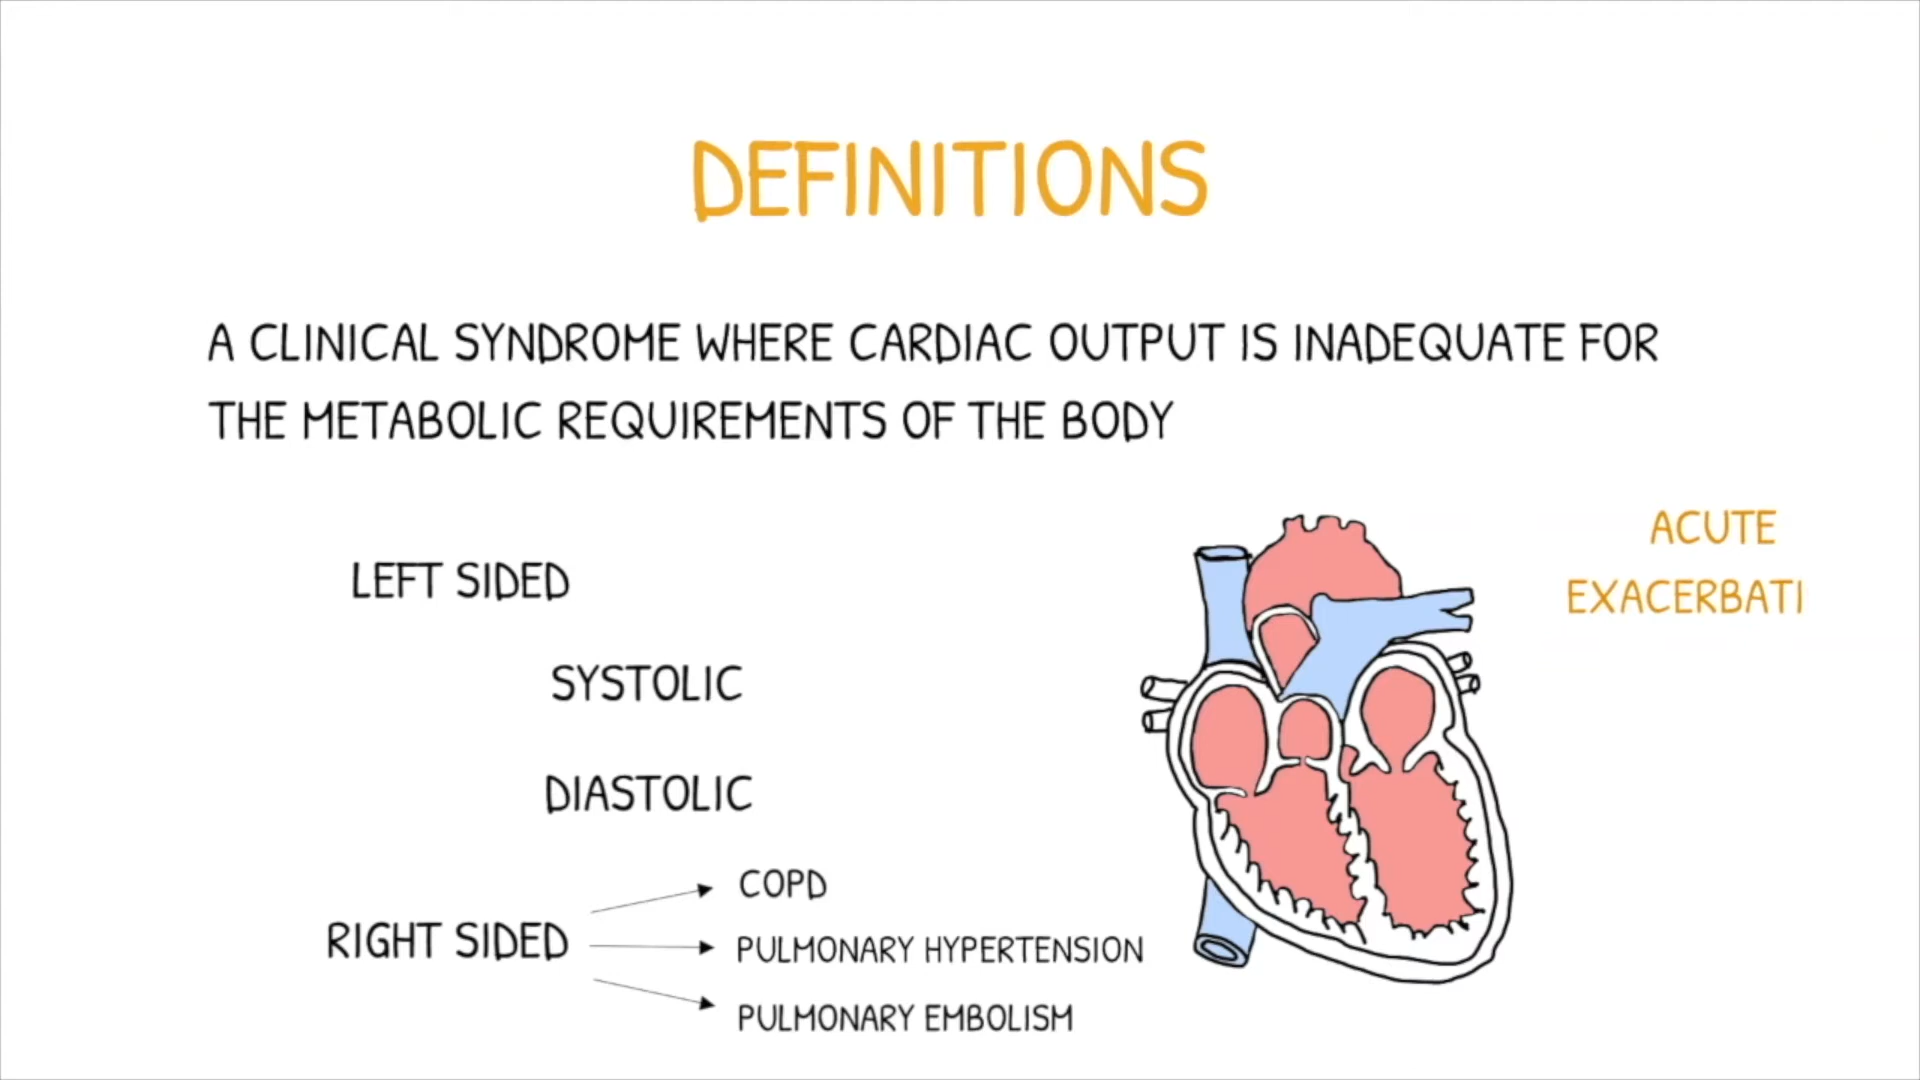 DEFINITIONS
A CLINICAL SYNDROME WHERE CARDIAC OUTPUT IS INADEQUATE FOR
THE METABOLIC REQUIREMENTS OF THE BODY
ACUTE
EXACERBATI
LEFT SIDED
SYSTOLIC
DIASTOLIC
RIGHT SIDED
COPD
PULMONARY HYPERTENSION
PULMONARY EMBOLISM